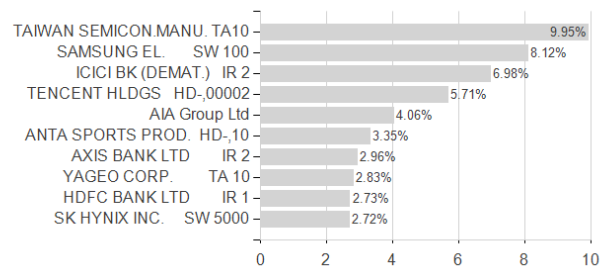 TAIWAN SEMICON.MANU. TA10 9.95%
SAMSUNG EL. SW 100 8.12%
ICICI BK (DEMAT.) IR 2 6.98%
TENCENT HLDGS HD-,00002 5.71%
AIA Group Ltd 4.06%
ANTA SPORTS PROD. HD-,10 3.35%
AXIS BANK LTD IR 2 2.96%
YAGEO CORP. TA 10 2.83%
HDFC BANK LTD IR 1 2.73%
SK HYNIX INC. SW 5000 2.72%
0 2 4 6 8 10